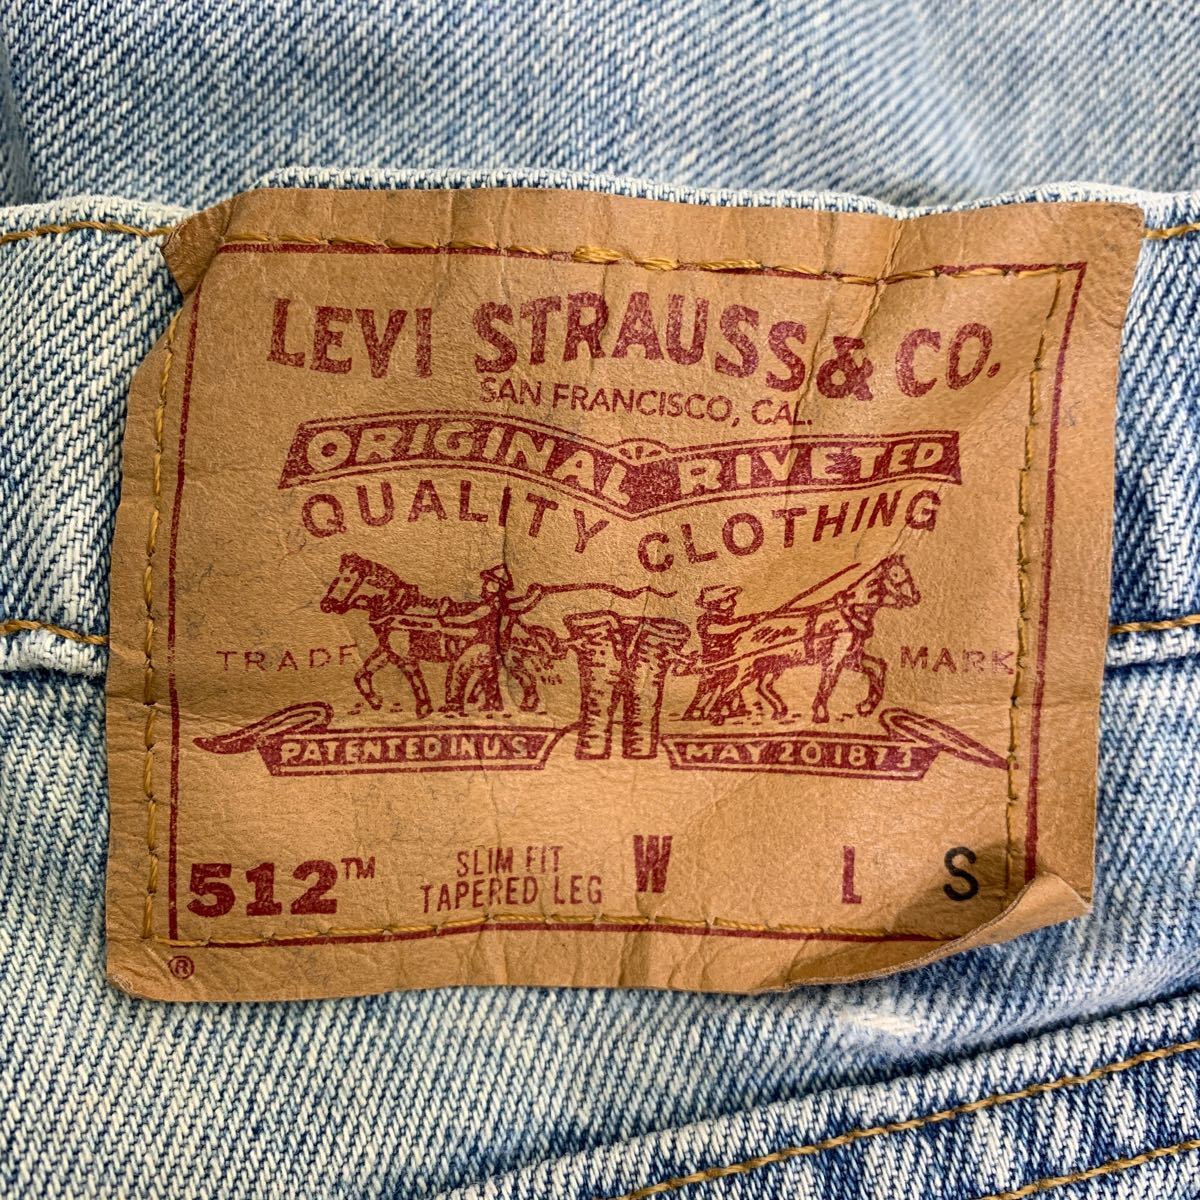 LEVI STRAUSS & CO.
SAN FRANCISCO, CAL.
ORIGINAL RIVETED
QUALITY CLOTHING
TRADE MARK
PATENTED IN U.S. MAY 20 1873
512™ SLIM FIT TAPERED LEG W L S
®